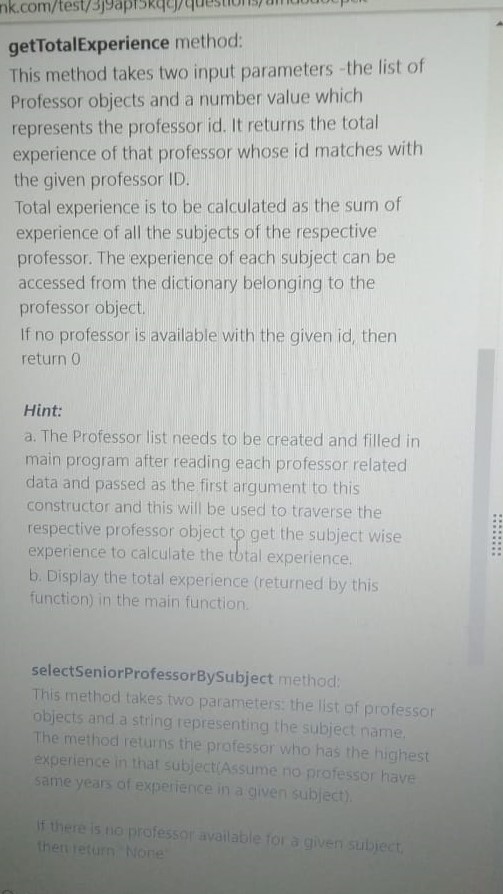 nk.com/test/3j9apf5kqcj/questions/
getTotalExperience method:
This method takes two input parameters -the list of
Professor objects and a number value which
represents the professor id. It returns the total
experience of that professor whose id matches with
the given professor ID.
Total experience is to be calculated as the sum of
experience of all the subjects of the respective
professor. The experience of each subject can be
accessed from the dictionary belonging to the
professor object.
If no professor is available with the given id, then
return 0
Hint:
a. The Professor list needs to be created and filled in
main program after reading each professor related
data and passed as the first argument to this
constructor and this will be used to traverse the
respective professor object to get the subject wise
experience to calculate the total experience.
b. Display the total experience (returned by this
function) in the main function.
selectSeniorProfessorBySubject method:
This method takes two parameters: the list of professor
objects and a string representing the subject name.
The method returns the professor who has the highest
experience in that subject(Assume no professor have
same years of experience in a given subject).
If there is no professor available for a given subject,
then return "None"